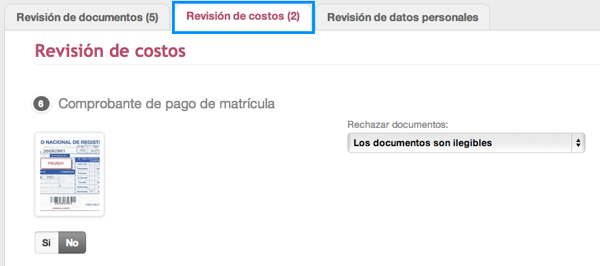 Revisión de documentos (5) Revisión de costos (2) Revisión de datos personales
Revisión de costos
6 Comprobante de pago de matrícula
Rechazar documentos:
Los documentos son ilegibles
O NACIONAL DE REGISTR
PAGADO
Si No